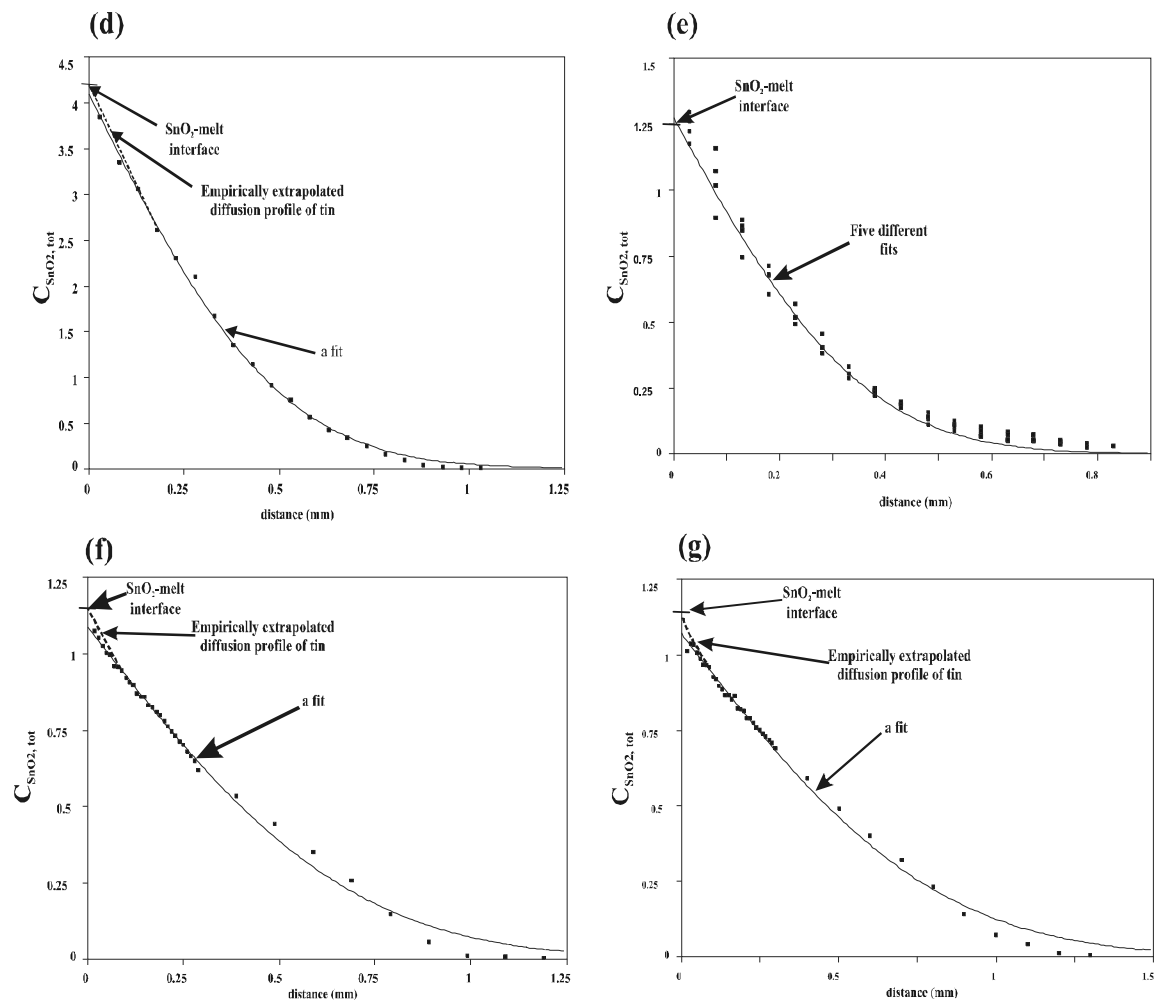 (d)
4.5
4
3.5
3
2.5
2
1.5
1
0.5
0
C SnO2, tot
SnO2-melt
interface
Empirically extrapolated
diffusion profile of tin
a fit
0 0.25 0.5 0.75 1 1.25
distance (mm)
(e)
1.5
1.25
1
0.75
0.5
0.25
0
C SnO2, tot
SnO2-melt
interface
Five different
fits
0 0.2 0.4 0.6 0.8
distance (mm)
(f)
1.25
1
0.75
0.5
0.25
0
C SnO2, tot
SnO2-melt
interface
Empirically extrapolated
diffusion profile of tin
a fit
0 0.25 0.5 0.75 1 1.25
distance (mm)
(g)
1.25
1
0.75
0.5
0.25
0
C SnO2, tot
SnO2-melt
interface
Empirically extrapolated
diffusion profile of tin
a fit
0 0.5 1 1.5
distance (mm)